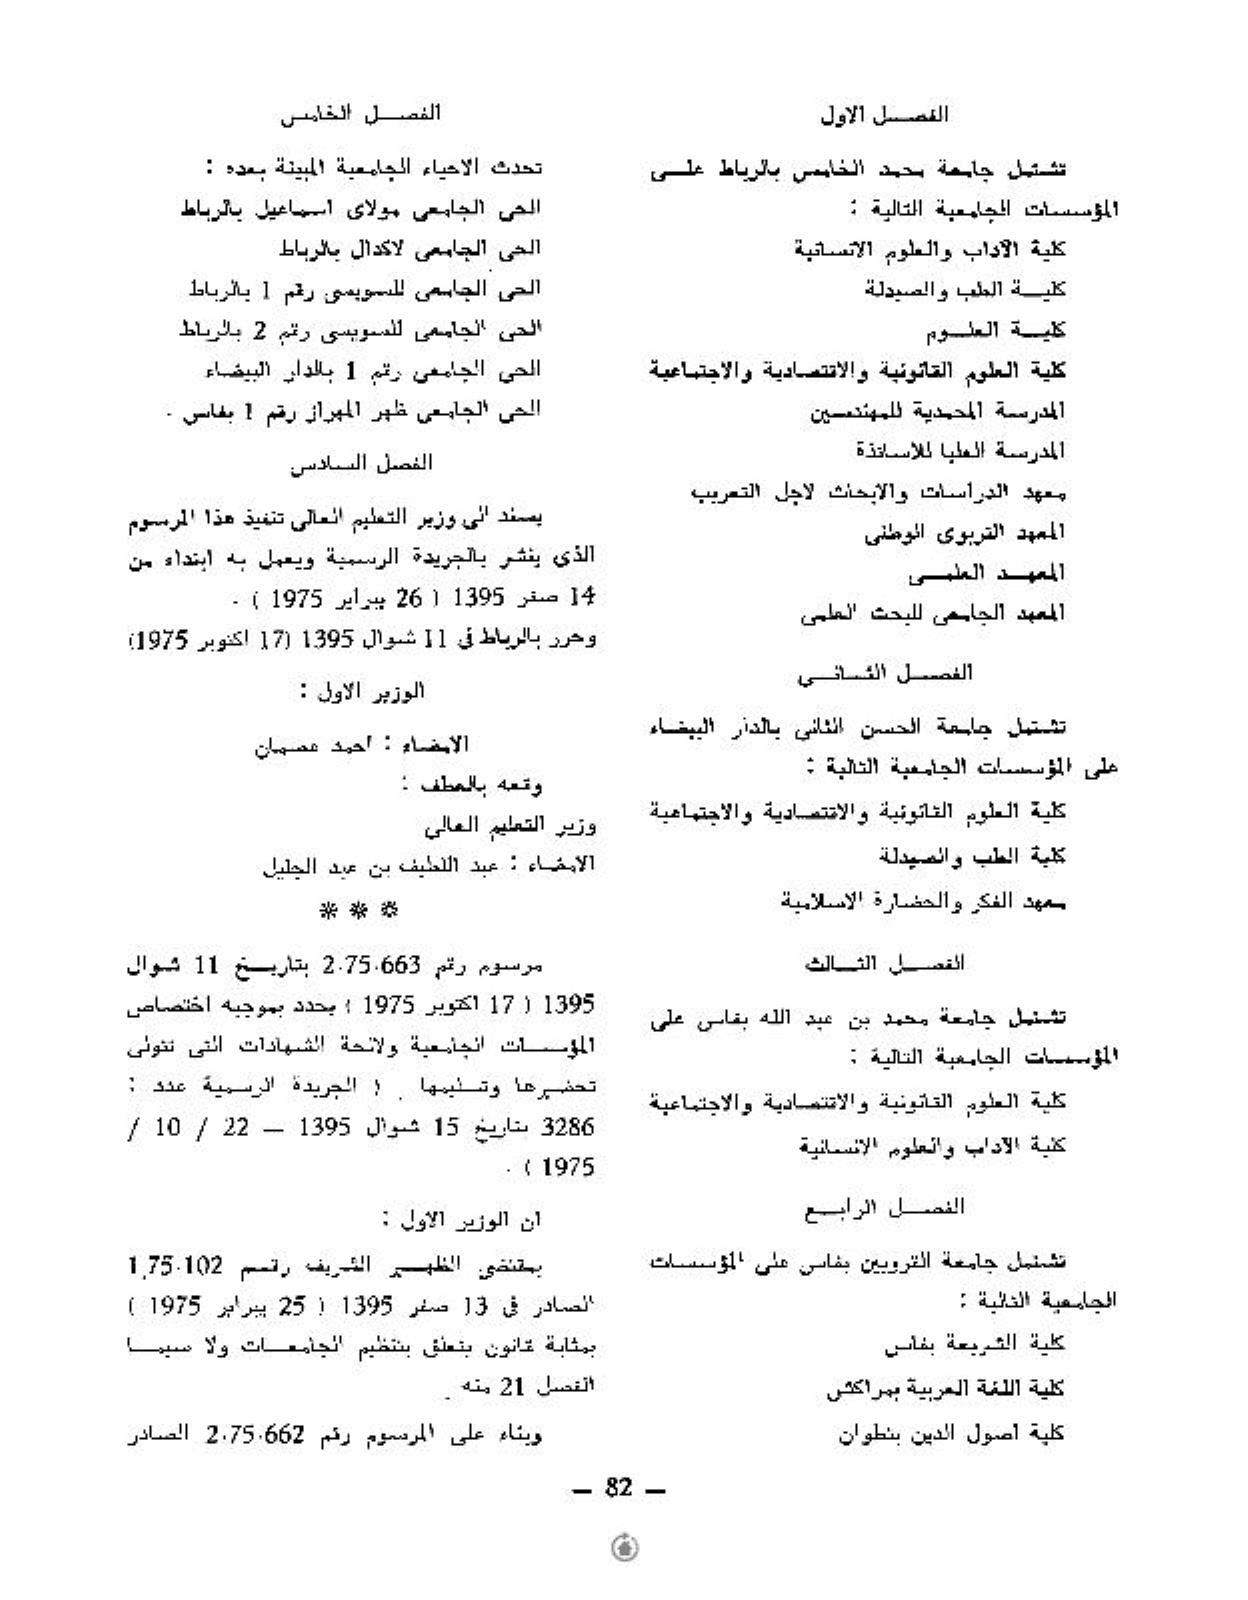 الفصـــل الاول
تشتمل جامعة محمد الخامس بالرباط علـــى
المؤسسات الجامعية التالية :
كلية الآداب والعلوم الانسانية
كليـــة الطب والصيدلة
كليـــة العلـــوم
كلية العلوم القانونية والاقتصادية والاجتماعية
المدرسة المحمدية للمهندسين
المدرسة العليا للاساتذة
معهد الدراسات والابحاث لاجل التعريب
المعهد التربوى الوطنى
المعهـــد العلمـــى
المعهد الجامعى للبحث العلمى
الفصـــل الثـــانـــى
تشتمل جامعة الحسن الثانى بالدار البيضاء
على المؤسسات الجامعية التالية :
كلية العلوم القانونية والاقتصادية والاجتماعية
كلية الطب والصيدلة
معهد الفكر والحضارة الاسلامية
الفصـــل الثـــالث
تشتمل جامعة محمد بن عبد الله بفاس على
المؤسسات الجامعية التالية :
كلية العلوم القانونية والاقتصادية والاجتماعية
كلية الآداب والعلوم الانسانية
الفصـــل الرابـــع
تشتمل جامعة القرويين بفاس على المؤسسات
الجامعية التالية :
كلية الشريعة بفاس
كلية اللغة العربية بمراكش
كلية اصول الدين بتطوان
الفصـــل الخامس
تحدث الاحياء الجامعية المبينة بعده :
الحى الجامعى مولاى اسماعيل بالرباط
الحى الجامعى لاكدال بالرباط
الحى الجامعى للسويسى رقم 1 بالرباط
الحى الجامعى للسويسى رقم 2 بالرباط
الحى الجامعى رقم 1 بالدار البيضاء
الحى الجامعى ظهر المهراز رقم 1 بفاس .
الفصل السادس
يسند الى وزير التعليم العالى تنفيذ هذا المرسوم
الذى ينشر بالجريدة الرسمية ويعمل به ابتداء من
14 صفر 1395 ( 26 يبراير 1975 ) .
وحرر بالرباط فى 11 شوال 1395 (17 اكتوبر 1975)
الوزير الاول :
الامضاء : احمد عصمان
وقعه بالعطف :
وزير التعليم العالى
الامضاء : عبد اللطيف بن عبد الجليل
* * *
مرسوم رقم 2.75.663 بتاريـــخ 11 شوال
1395 ( 17 اكتوبر 1975 ) يحدد بموجبه اختصاص
المؤسسات الجامعية ولائحة الشهادات التى تتولى
تحضيرها وتسليمها . ( الجريدة الرسمية عدد :
3286 بتاريخ 15 شوال 1395 — 22 / 10 /
1975 ) .
ان الوزير الاول :
بمقتضى الظهـــير الشريف رقـــم 1.75.102
الصادر فى 13 صفر 1395 ( 25 يبراير 1975 )
بمثابة قانون يتعلق بتنظيم الجامعـــات ولا سيمـــا
الفصل 21 منه .
وبناء على المرسوم رقم 2.75.662 الصادر
— 82 —